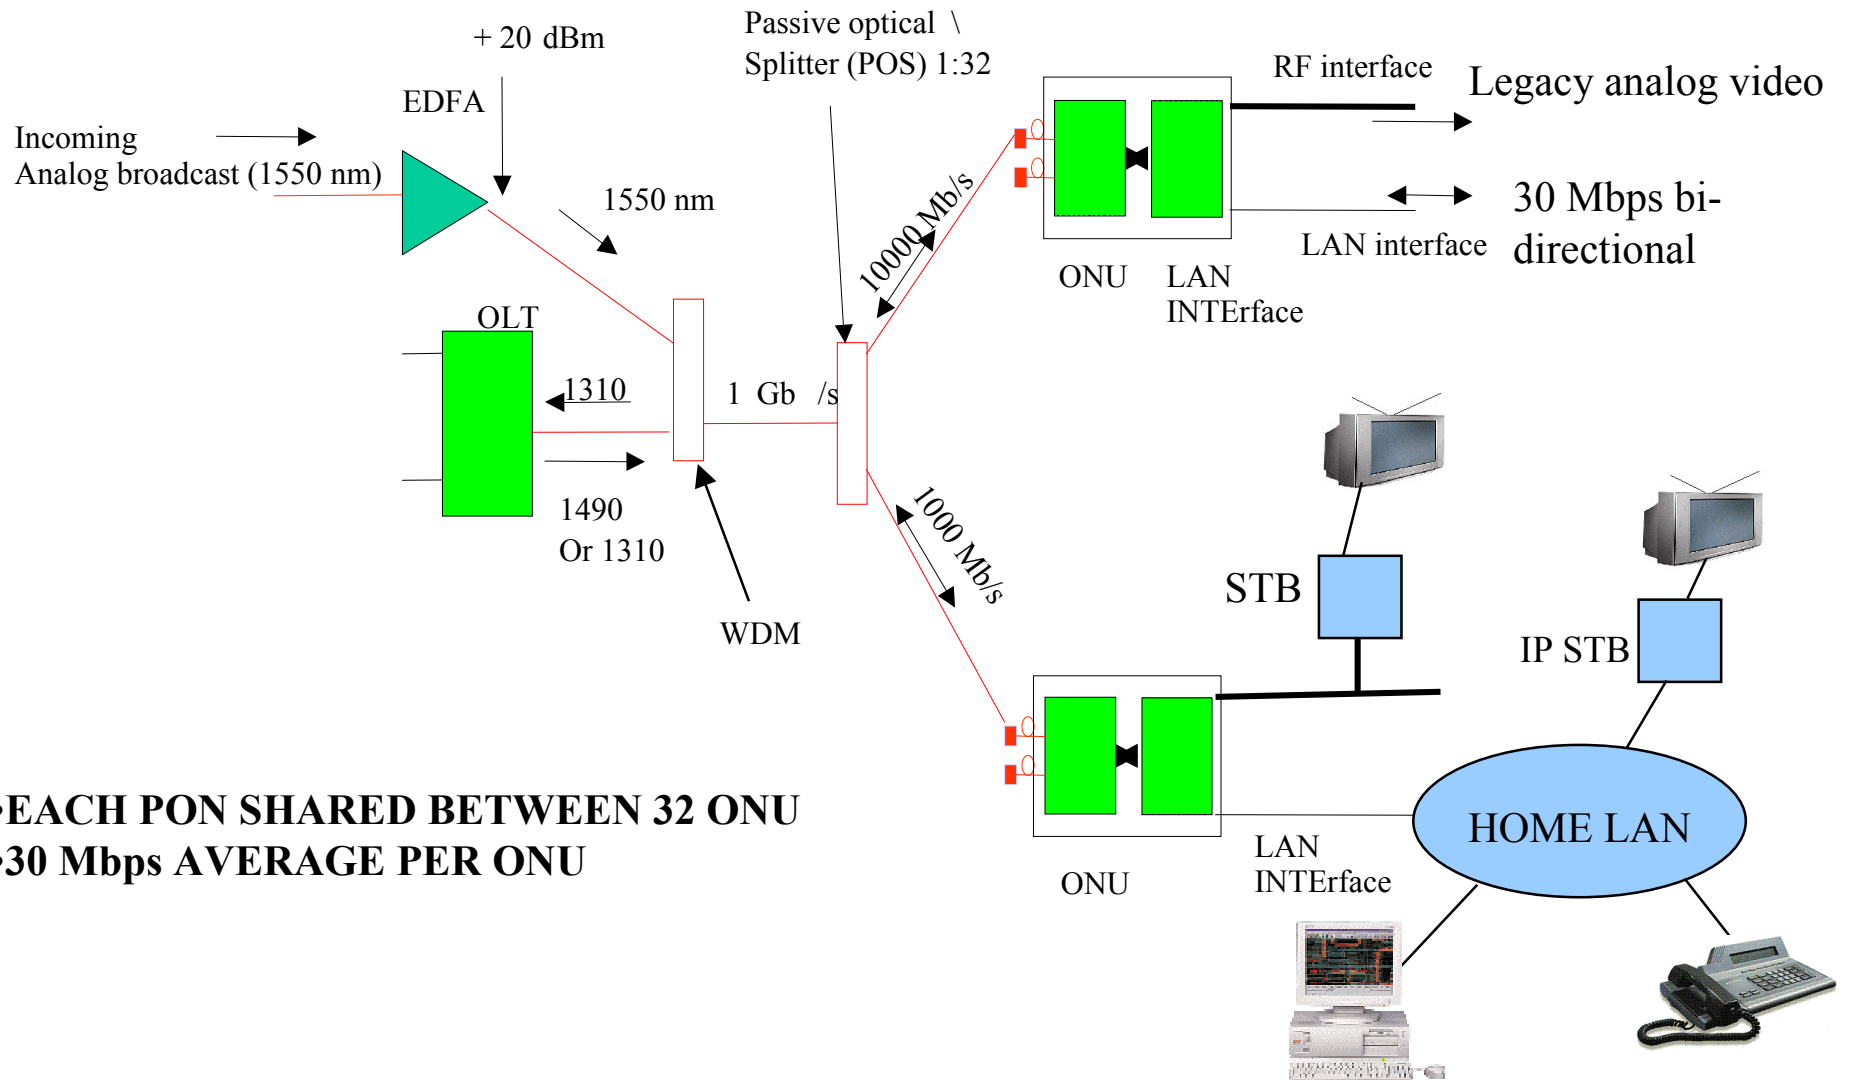 + 20 dBm
Passive optical \
Splitter (POS) 1:32
EDFA
RF interface
Legacy analog video
Incoming
Analog broadcast (1550 nm)
1550 nm
10000 Mb/s
30 Mbps bi-
directional
LAN interface
ONU
LAN
INTErface
OLT
1310
1 Gb /s
1490
Or 1310
1000 Mb/s
WDM
STB
IP STB
•EACH PON SHARED BETWEEN 32 ONU
•30 Mbps AVERAGE PER ONU
HOME LAN
ONU
LAN
INTErface